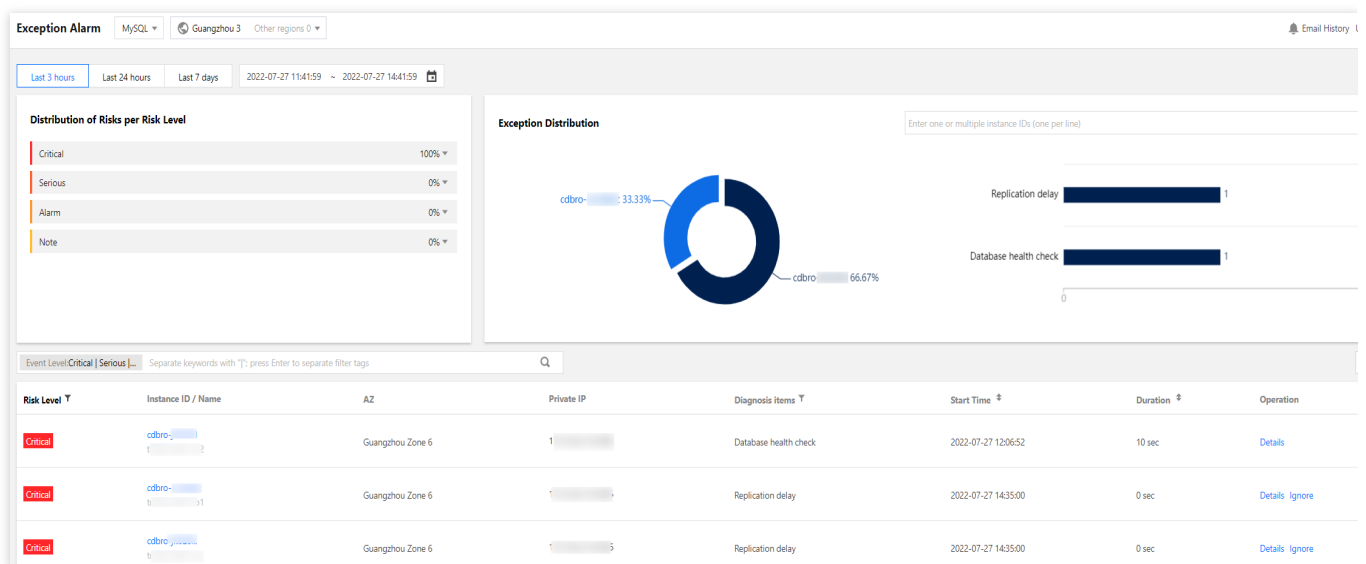 Exception Alarm MySQL Guangzhou 3 Other regions 0 Email History
Last 3 hours Last 24 hours Last 7 days 2022-07-27 11:41:59 ~ 2022-07-27 14:41:59
Distribution of Risks per Risk Level
Critical 100%
Serious 0%
Alarm 0%
Note 0%
Exception Distribution
Enter one or multiple instance IDs (one per line)
cdbro- : 33.33%
cdbro- 66.67%
Replication delay 1
Database health check 1
0
Event Level:Critical | Serious |... Separate keywords with "|"; press Enter to separate filter tags
Risk Level Instance ID / Name AZ Private IP Diagnosis items Start Time Duration Operation
Critical cdbro- Guangzhou Zone 6 Database health check 2022-07-27 12:06:52 10 sec Details
Critical cdbro- Guangzhou Zone 6 Replication delay 2022-07-27 14:35:00 0 sec Details Ignore
Critical cdbro- Guangzhou Zone 6 Replication delay 2022-07-27 14:35:00 0 sec Details Ignore